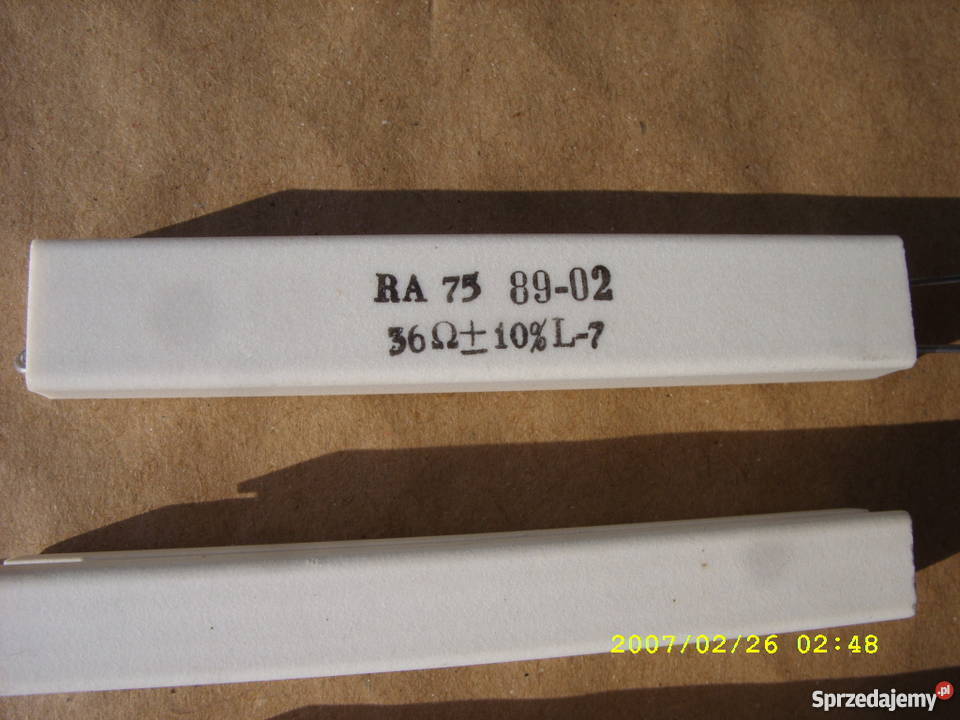 RA 75 89-02
36Ω±10% L-7
2007/02/26 02:48
Sprzedajemy.pl